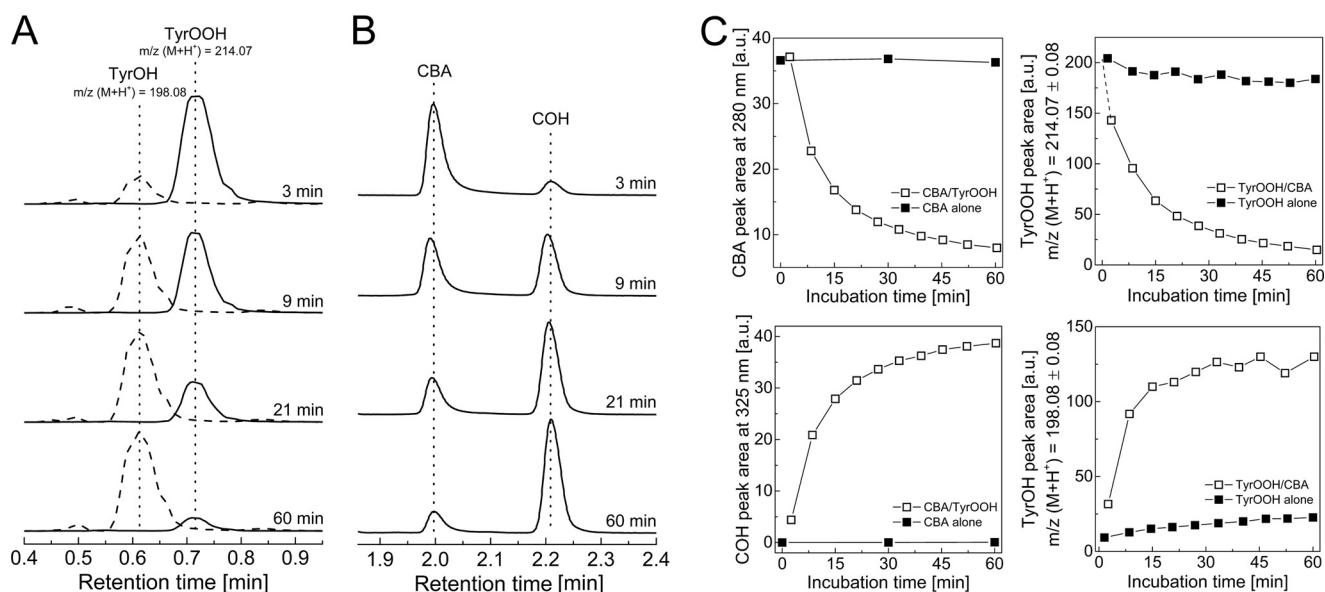 A
TyrOOH
m/z (M+H⁺) = 214.07
TyrOH
m/z (M+H⁺) = 198.08
3 min
9 min
21 min
60 min
0.4 0.5 0.6 0.7 0.8 0.9
Retention time [min]
B
CBA
COH
3 min
9 min
21 min
60 min
1.9 2.0 2.1 2.2 2.3 2.4
Retention time [min]
C
CBA peak area at 280 nm [a.u.]
40
30
20
10
CBA/TyrOOH
CBA alone
0 15 30 45 60
Incubation time [min]
TyrOOH peak area [a.u.]
m/z (M+H⁺) = 214.07 ± 0.08
200
150
100
50
0
TyrOOH/CBA
TyrOOH alone
0 15 30 45 60
Incubation time [min]
COH peak area at 325 nm [a.u.]
40
30
20
10
0
CBA/TyrOOH
CBA alone
0 15 30 45 60
Incubation time [min]
TyrOH peak area [a.u.]
m/z (M+H⁺) = 198.08 ± 0.08
150
100
50
0
TyrOOH/CBA
TyrOOH alone
0 15 30 45 60
Incubation time [min]